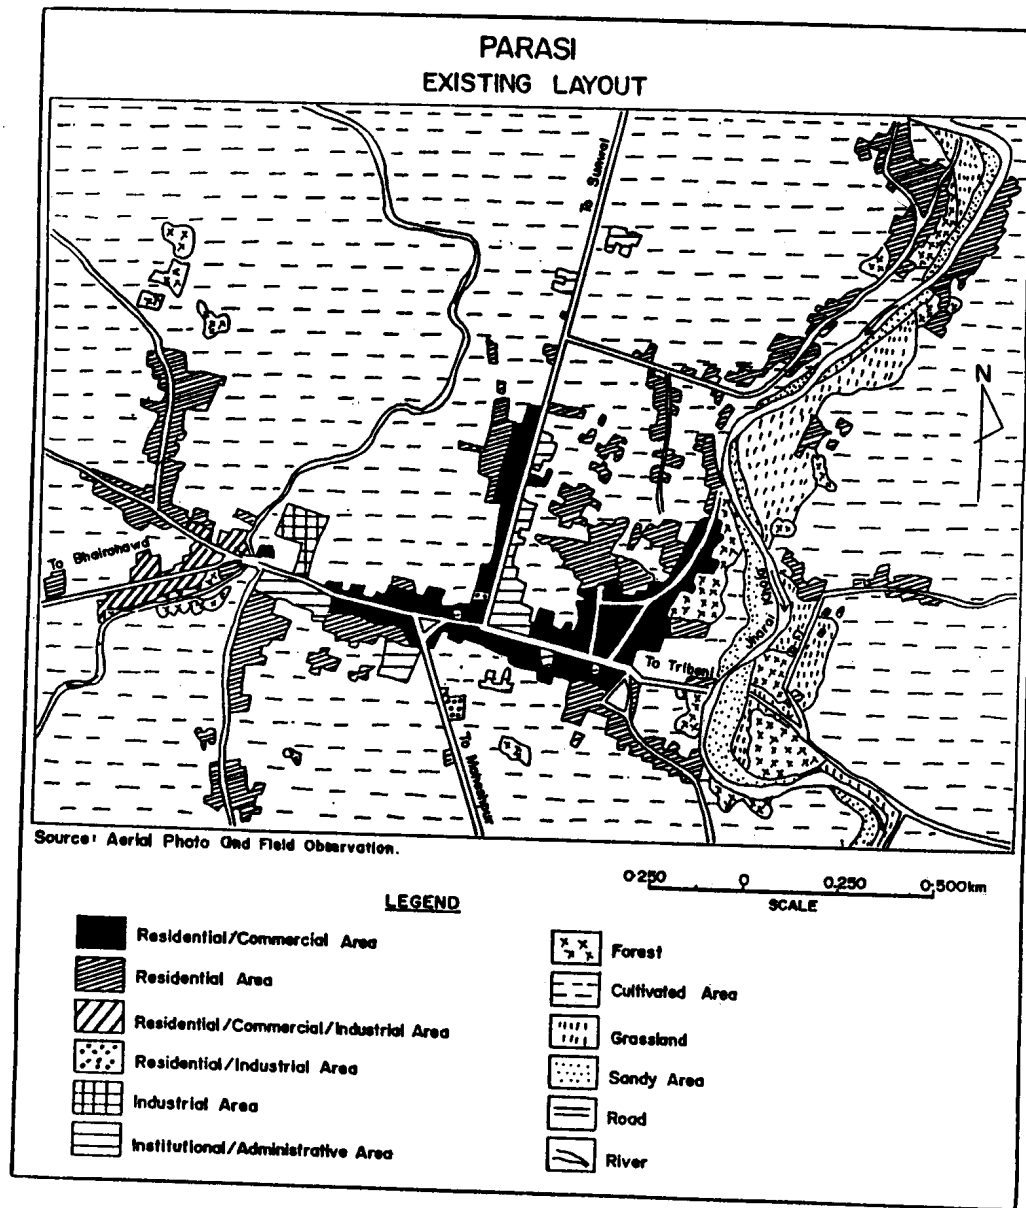 PARASI
EXISTING LAYOUT
To Sunwal
N
To Bhairahawa
Jharai Khola
To Tribeni
To Maheshpur
Source: Aerial Photo And Field Observation.
0·250 0 0·250 0·500km
SCALE
LEGEND
Residential/Commercial Area
Residential Area
Residential/Commercial/Industrial Area
Residential/Industrial Area
Industrial Area
Institutional/Administrative Area
Forest
Cultivated Area
Grassland
Sandy Area
Road
River